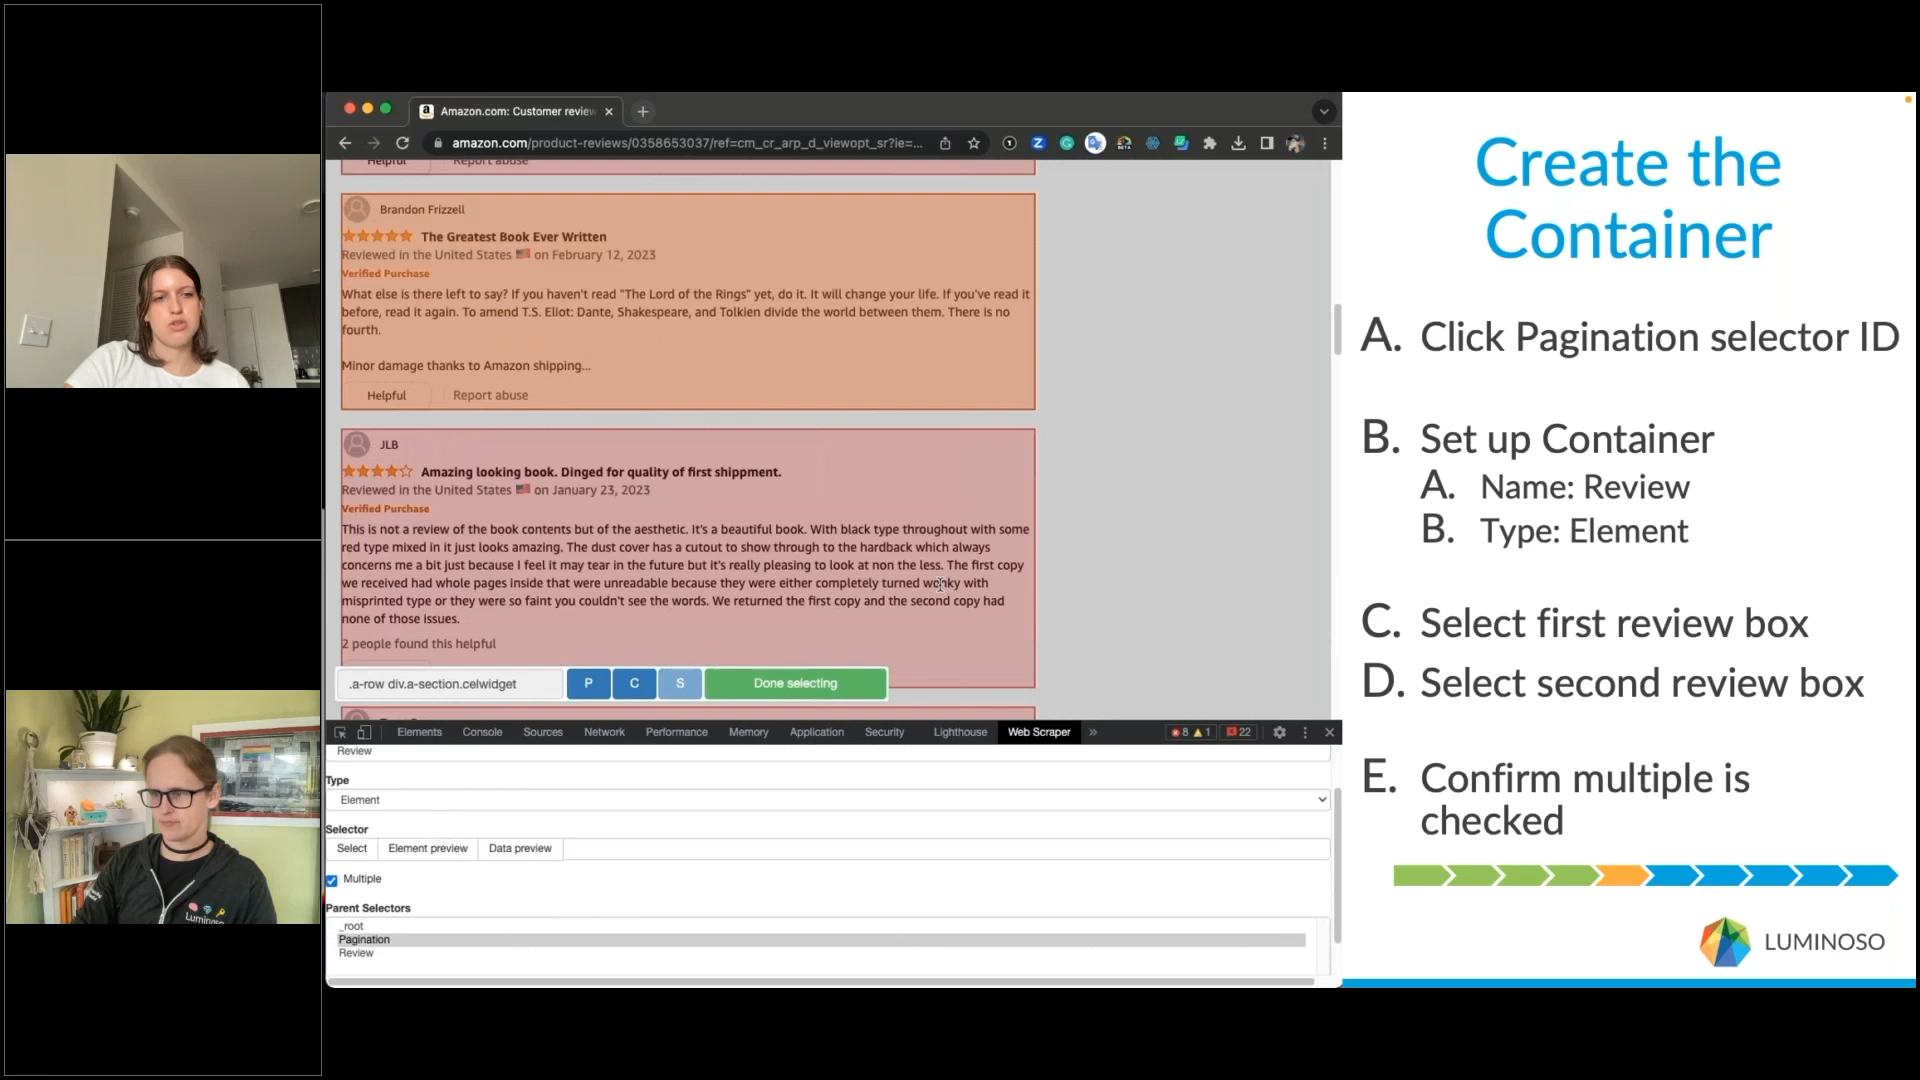 Amazon.com: Customer review
amazon.com/product-reviews/0358653037/ref=cm_cr_arp_d_viewopt_sr?ie=...
Helpful
Report abuse
Brandon Frizzell
The Greatest Book Ever Written
Reviewed in the United States on February 12, 2023
Verified Purchase
What else is there left to say? If you haven't read "The Lord of the Rings" yet, do it. It will change your life. If you've read it
before, read it again. To amend T.S. Eliot: Dante, Shakespeare, and Tolkien divide the world between them. There is no
fourth.
Minor damage thanks to Amazon shipping...
Helpful
Report abuse
JLB
Amazing looking book. Dinged for quality of first shippment.
Reviewed in the United States on January 23, 2023
Verified Purchase
This is not a review of the book contents but of the aesthetic. It's a beautiful book. With black type throughout with some
red type mixed in it just looks amazing. The dust cover has a cutout to show through to the hardback which always
concerns me a bit just because I feel it may tear in the future but it's really pleasing to look at non the less. The first copy
we received had whole pages inside that were unreadable because they were either completely turned wonky with
misprinted type or they were so faint you couldn't see the words. We returned the first copy and the second copy had
none of those issues.
2 people found this helpful
.a-row div.a-section.celwidget
P
C
S
Done selecting
Elements Console Sources Network Performance Memory Application Security Lighthouse Web Scraper » 8 1 22
Review
Type
Element
Selector
Select Element preview Data preview
Multiple
Parent Selectors
_root
Pagination
Review
Create the
Container
A. Click Pagination selector ID
B. Set up Container
A. Name: Review
B. Type: Element
C. Select first review box
D. Select second review box
E. Confirm multiple is
checked
LUMINOSO